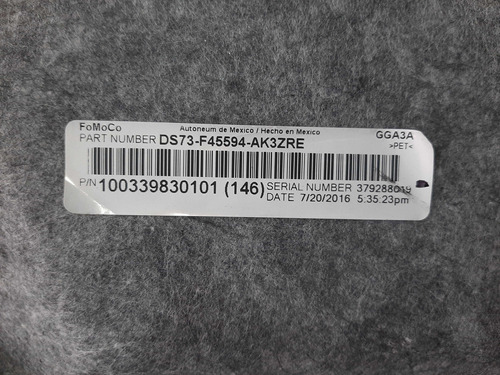 FoMoCo Autoneum de Mexico / Hecho en Mexico GGA3A
PART NUMBER DS73-F45594-AK3ZRE >PET<
P/N 100339830101 (146) SERIAL NUMBER 379288019
DATE 7/20/2016 5:35:23pm